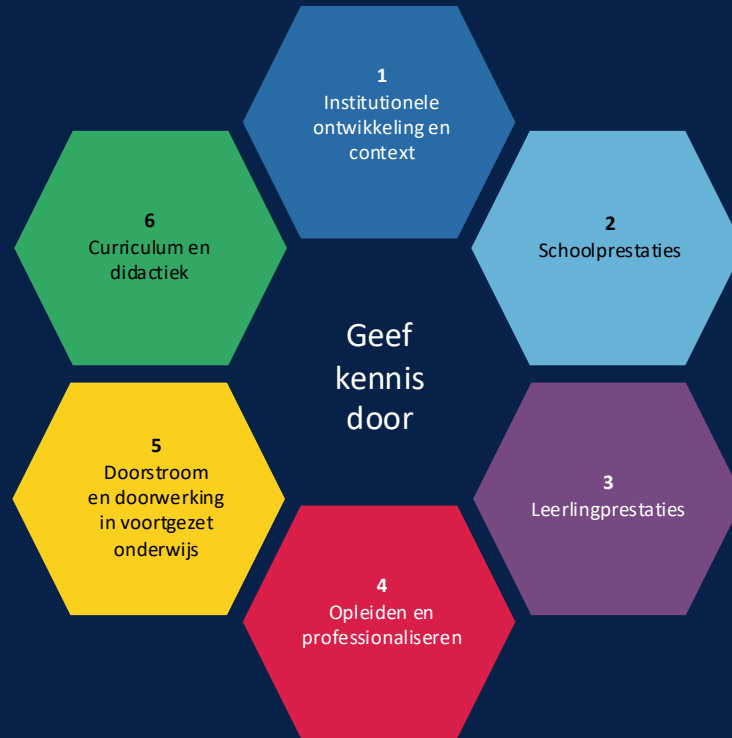 1
Institutionele
ontwikkeling en
context
2
Schoolprestaties
3
Leerlingprestaties
4
Opleiden en
professionaliseren
5
Doorstroom
en doorwerking
in voortgezet
onderwijs
6
Curriculum en
didactiek
Geef
kennis
door